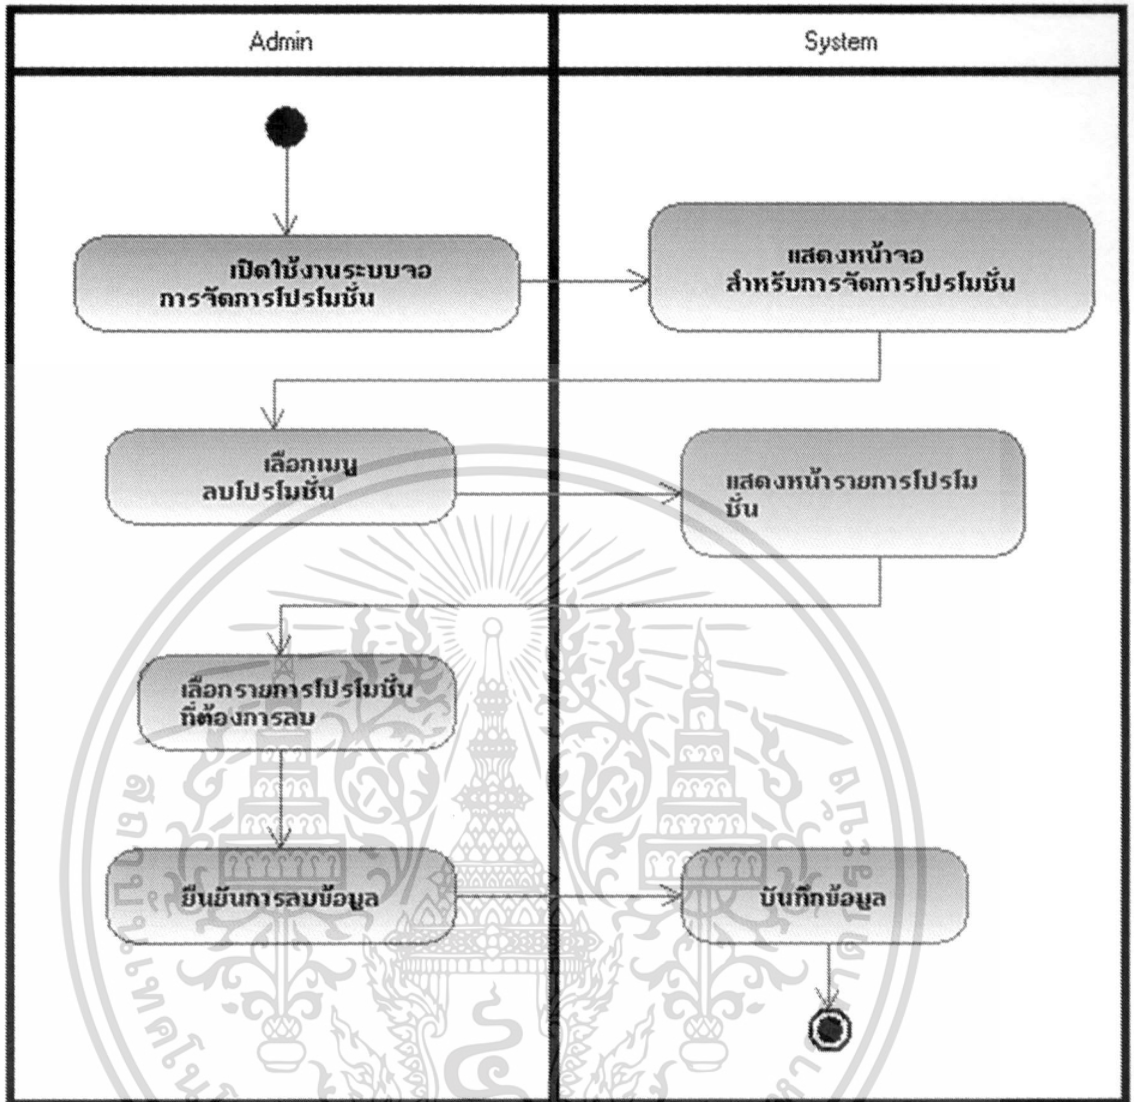 Admin
System
เปิดใช้งานระบบจอ
การจัดการโปรโมชั่น
แสดงหน้าจอ
สำหรับการจัดการโปรโมชั่น
เลือกเมนู
ลบโปรโมชั่น
แสดงหน้ารายการโปรโม
ชั่น
เลือกรายการโปรโมชั่น
ที่ต้องการลบ
ยืนยันการลบข้อมูล
บันทึกข้อมูล